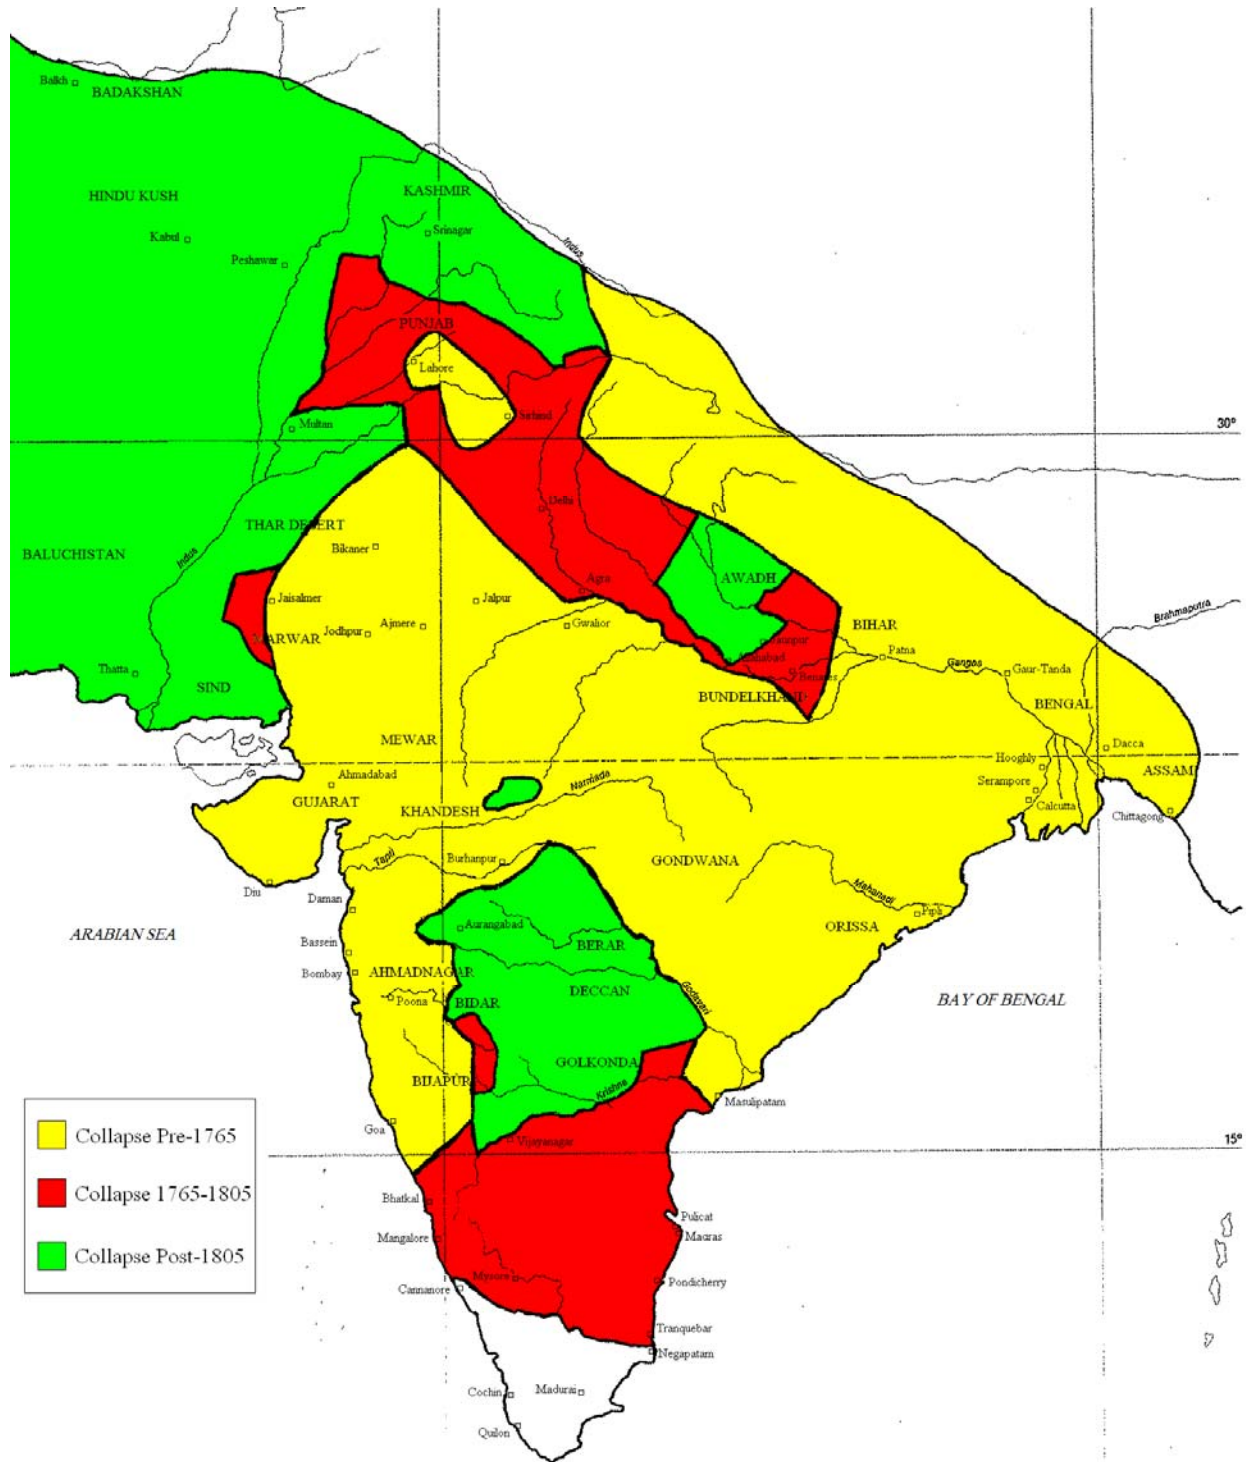 Balkh
BADAKSHAN
HINDU KUSH
KASHMIR
Kabul
Srinagar
Indus
Peshawar
PUNJAB
Lahore
Sirhind
Multan
30°
Delhi
THAR DESERT
BALUCHISTAN
Bikaner
Indus
AWADH
Agra
Jaisalmer
Jaipur
Brahmaputra
MARWAR
Jodhpur
Ajmere
Gwalior
BIHAR
Jaunpur
Patna
Allahabad
Ganges
Thatta
Benares
Gaur-Tanda
SIND
BUNDELKHAND
BENGAL
MEWAR
Dacca
Hooghly
ASSAM
Ahmadabad
Narmada
Serampore
GUJARAT
KHANDESH
Calcutta
Chittagong
Tapti
Burhanpur
GONDWANA
Diu
Mahanadi
Daman
Pipli
Aurangabad
ORISSA
ARABIAN SEA
BERAR
Bassein
Bombay
AHMADNAGAR
DECCAN
Godavari
BAY OF BENGAL
Poona
BIDAR
GOLKONDA
BIJAPUR
Krishna
Masulipatam
Collapse Pre-1765
Goa
Vijayanagar
15°
Collapse 1765-1805
Bhatkal
Pulicat
Madras
Mangalore
Collapse Post-1805
Mysore
Pondicherry
Cannanore
Tranquebar
Negapatam
Cochin
Madurai
Quilon